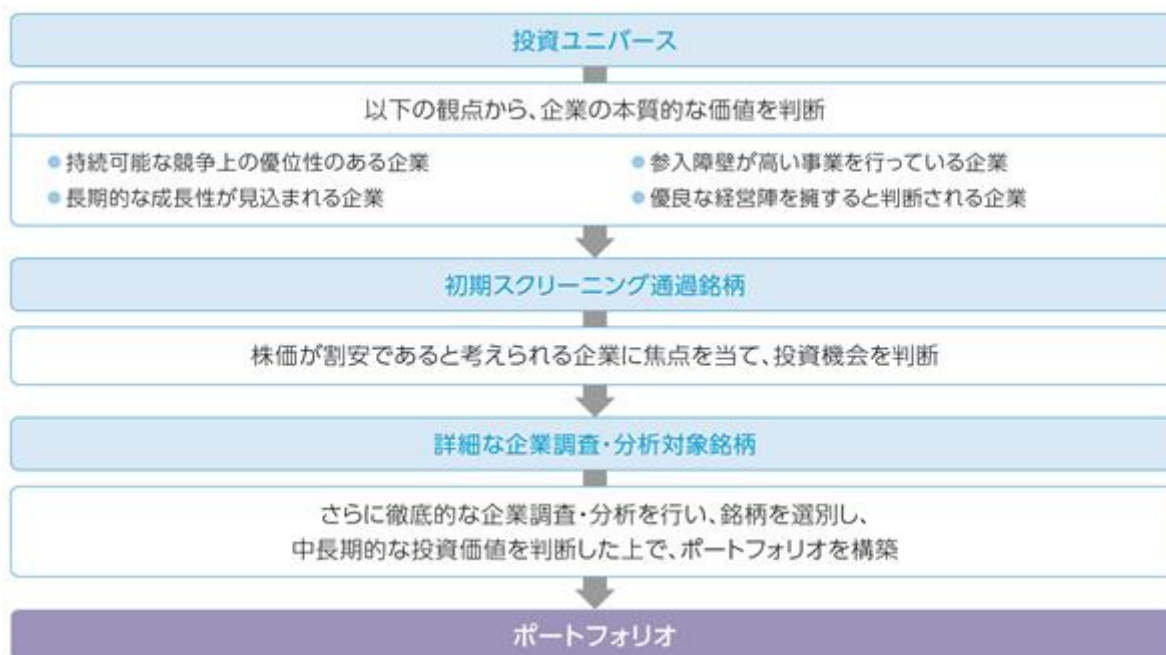 投資ユニバース
以下の観点から、企業の本質的な価値を判断
●持続可能な競争上の優位性のある企業
●参入障壁が高い事業を行っている企業
●長期的な成長性が見込まれる企業
●優良な経営陣を擁すると判断される企業
初期スクリーニング通過銘柄
株価が割安であると考えられる企業に焦点を当て、投資機会を判断
詳細な企業調査・分析対象銘柄
さらに徹底的な企業調査・分析を行い、銘柄を選別し、
中長期的な投資価値を判断した上で、ポートフォリオを構築
ポートフォリオ